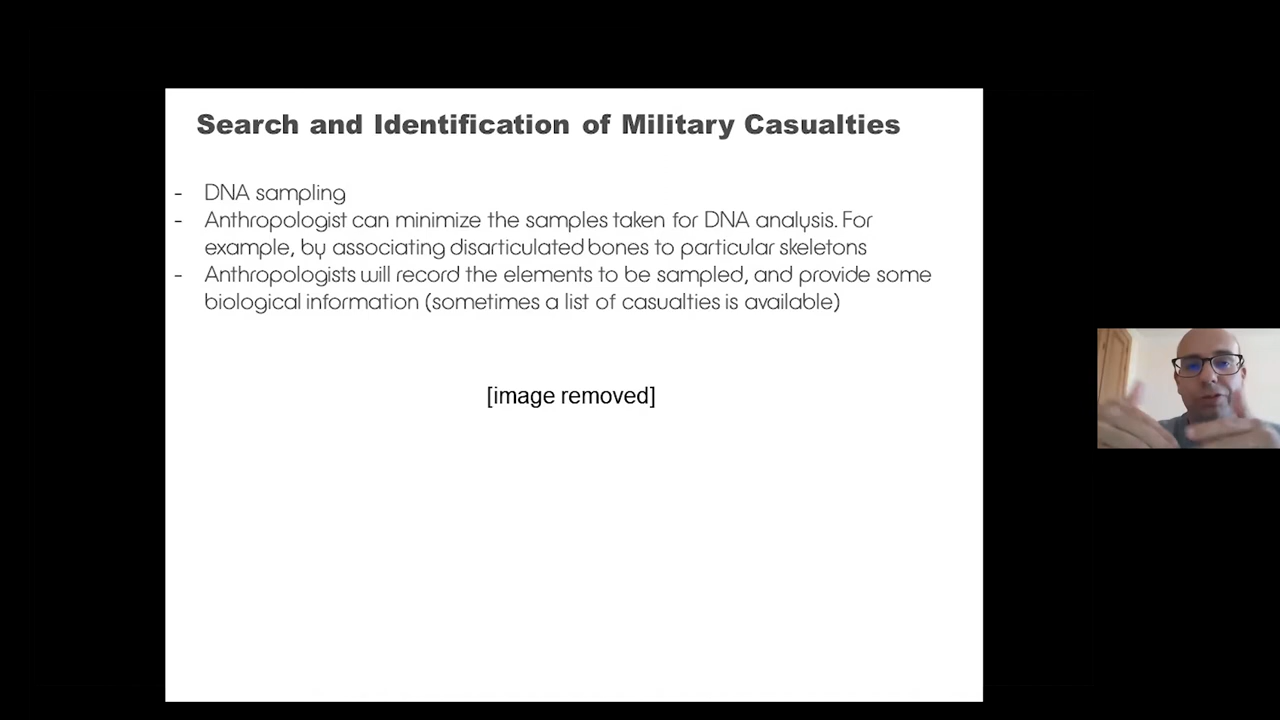 Search and Identification of Military Casualties
- DNA sampling
- Anthropologist can minimize the samples taken for DNA analysis. For
example, by associating disarticulated bones to particular skeletons
- Anthropologists will record the elements to be sampled, and provide some
biological information (sometimes a list of casualties is available)
[image removed]